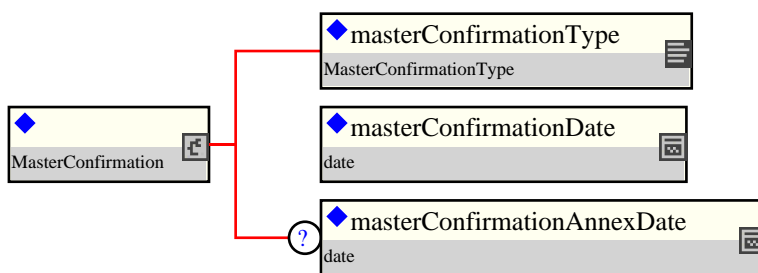 masterConfirmationType
MasterConfirmationType
MasterConfirmation
masterConfirmationDate
date
?
masterConfirmationAnnexDate
date